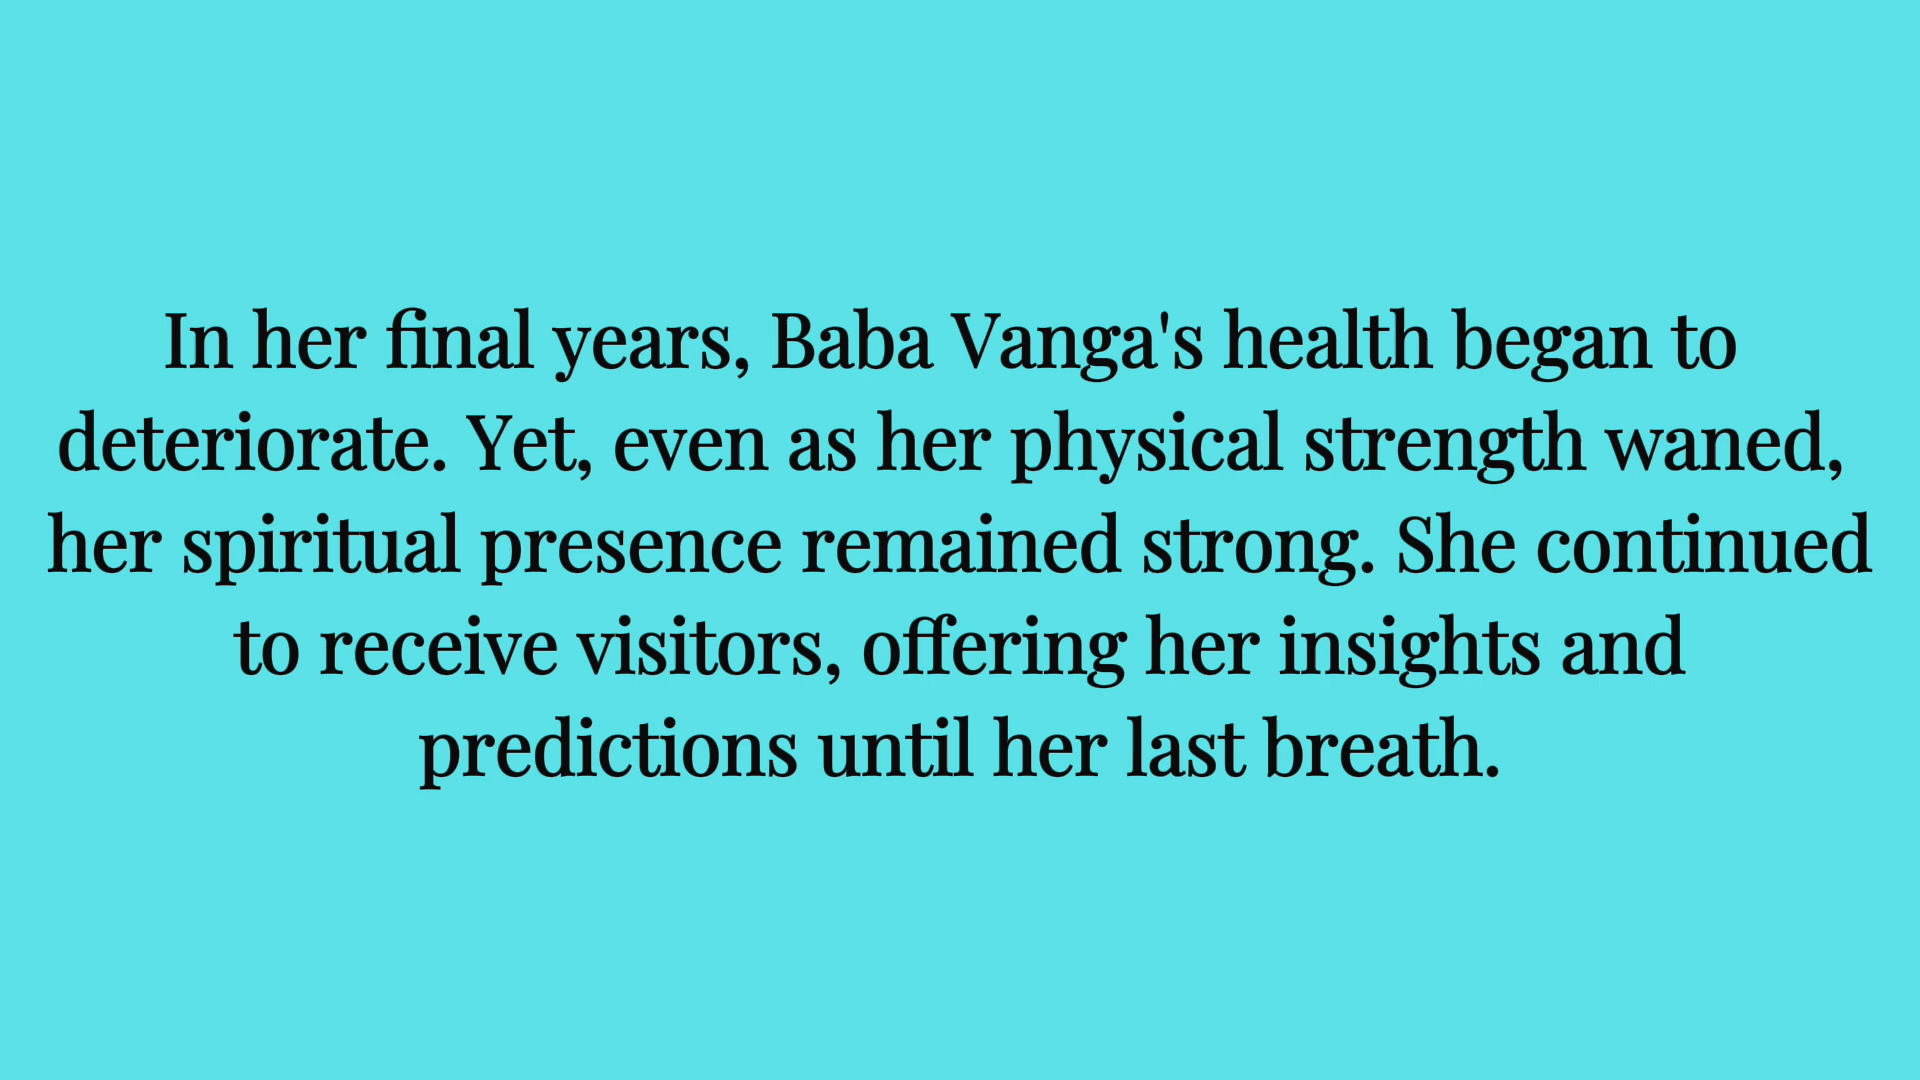 In her final years, Baba Vanga's health began to
deteriorate. Yet, even as her physical strength waned,
her spiritual presence remained strong. She continued
to receive visitors, offering her insights and
predictions until her last breath.